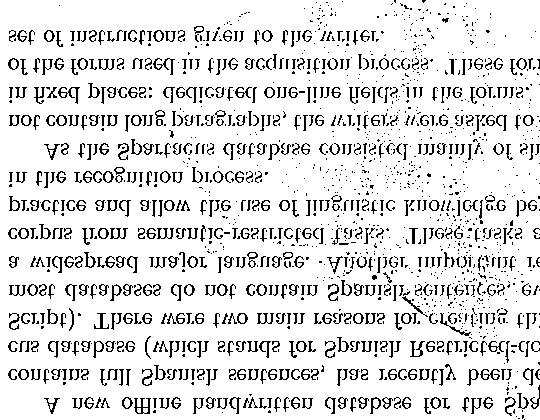 A new offline handwritten database for the Spa
contains full Spanish sentences, has recently been de
cus database (which stands for Spanish Restricted-do
Script). There were two main reasons for creating thi
most databases do not contain Spanish sentences, ev
a widespread major language. Another important re
corpus from semantic-restricted tasks. These tasks a
practice and allow the use of linguistic knowledge be
in the recognition process.
As the Spartacus database consisted mainly of sh
not contain long paragraphs, the writers were asked to
in fixed places: dedicated one-line fields in the forms.
of the forms used in the acquisition process. These for
set of instructions given to the writer.